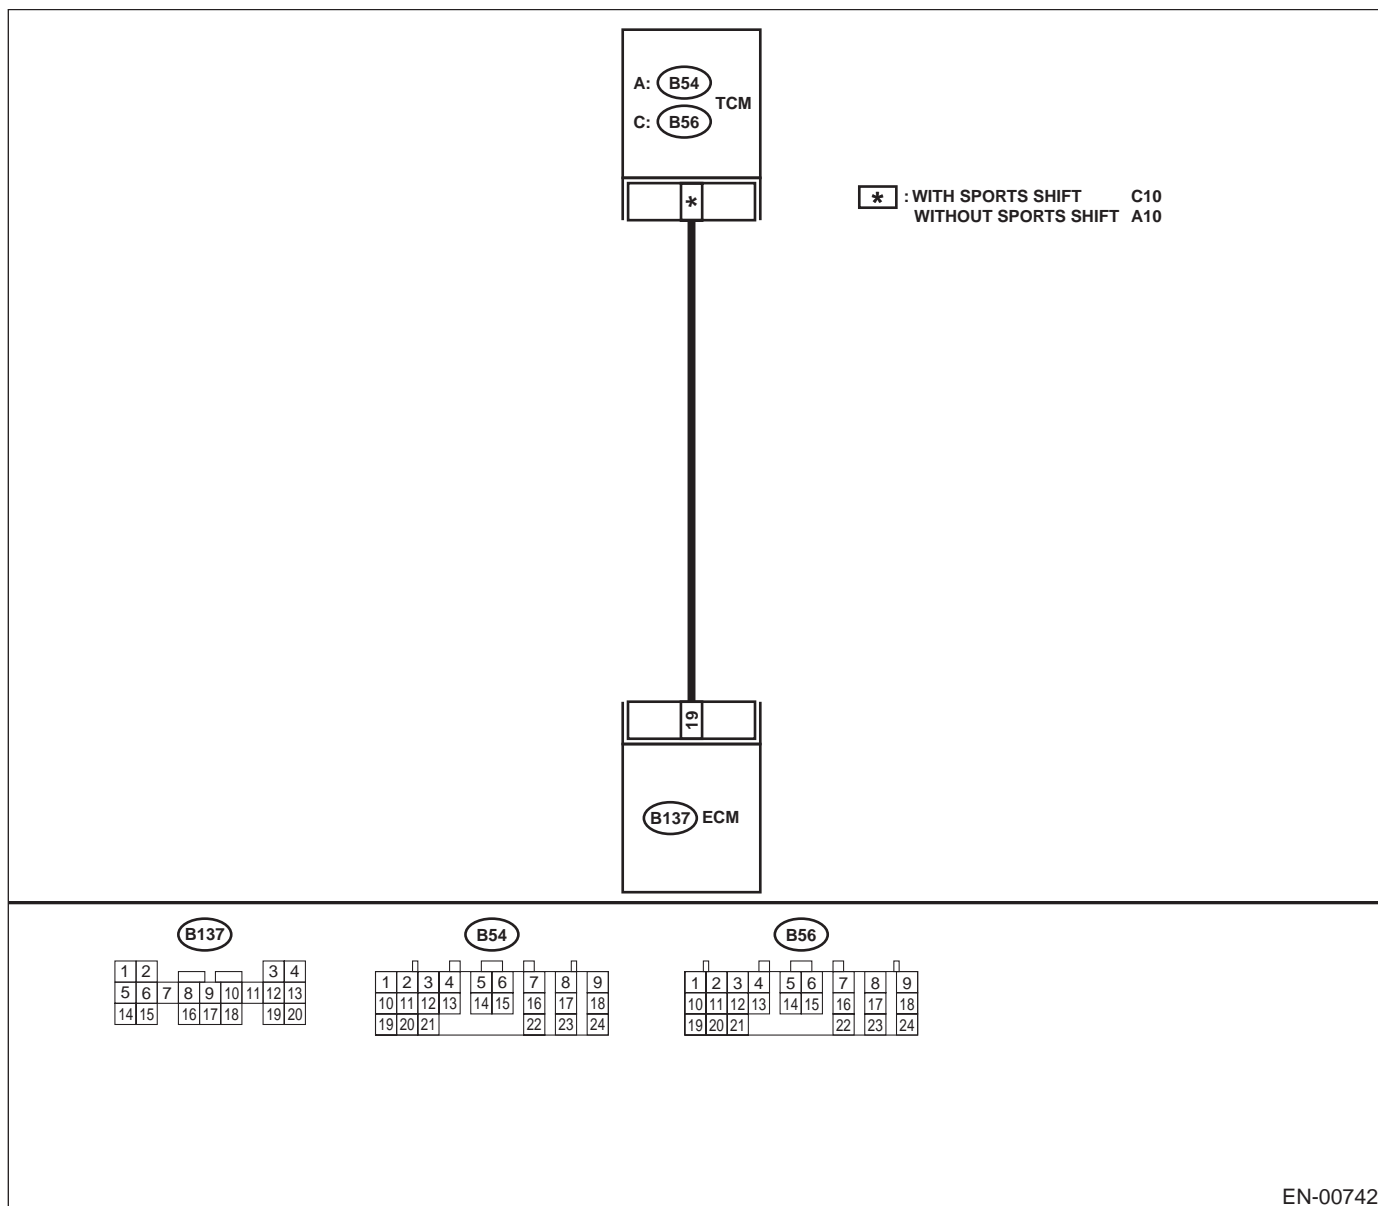 A: B54
TCM
C: B56
*
* : WITH SPORTS SHIFT C10
WITHOUT SPORTS SHIFT A10
19
B137 ECM
B137
1 2 3 4
5 6 7 8 9 10 11 12 13
14 15 16 17 18 19 20
B54
1 2 3 4 5 6 7 8 9
10 11 12 13 14 15 16 17 18
19 20 21 22 23 24
B56
1 2 3 4 5 6 7 8 9
10 11 12 13 14 15 16 17 18
19 20 21 22 23 24
EN-00742